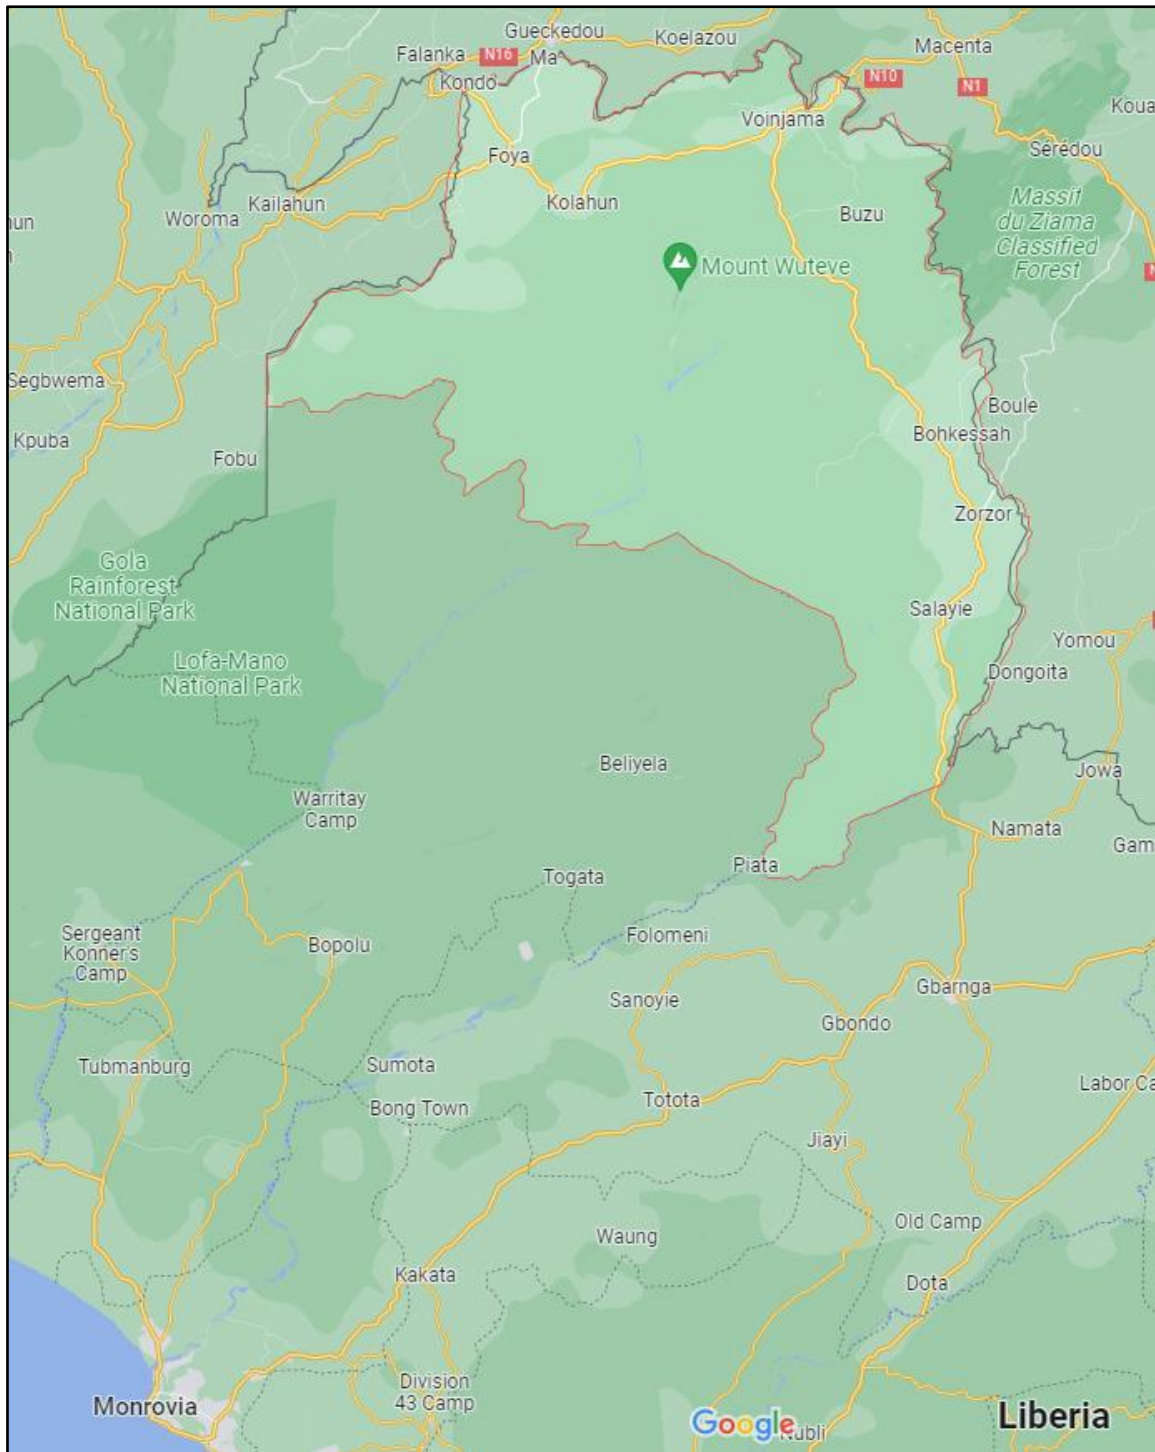 Gueckedou
Koelazou
Falanka
N16
Ma
Macenta
Kondo
N10
N1
Koua
Voinjama
Foya
Sérédou
Kolahun
Kailahun
Woroma
Buzu
Massif
du Ziama
Classified
Forest
Mount Wuteve
Segbwema
Boule
Kpuba
Bohkessah
Fobu
Zorzor
Gola
Rainforest
National Park
Salayie
Yomou
Lofa-Mano
National Park
Dongoita
Beliyela
Jowa
Warritay
Camp
Namata
Gam
Piata
Togata
Sergeant
Konner's
Camp
Folomeni
Bopolu
Gbarnga
Sanoyie
Gbondo
Tubmanburg
Sumota
Labor Ca
Totota
Bong Town
Jiayi
Old Camp
Waung
Kakata
Dota
Division
43 Camp
Monrovia
Google
Liberia